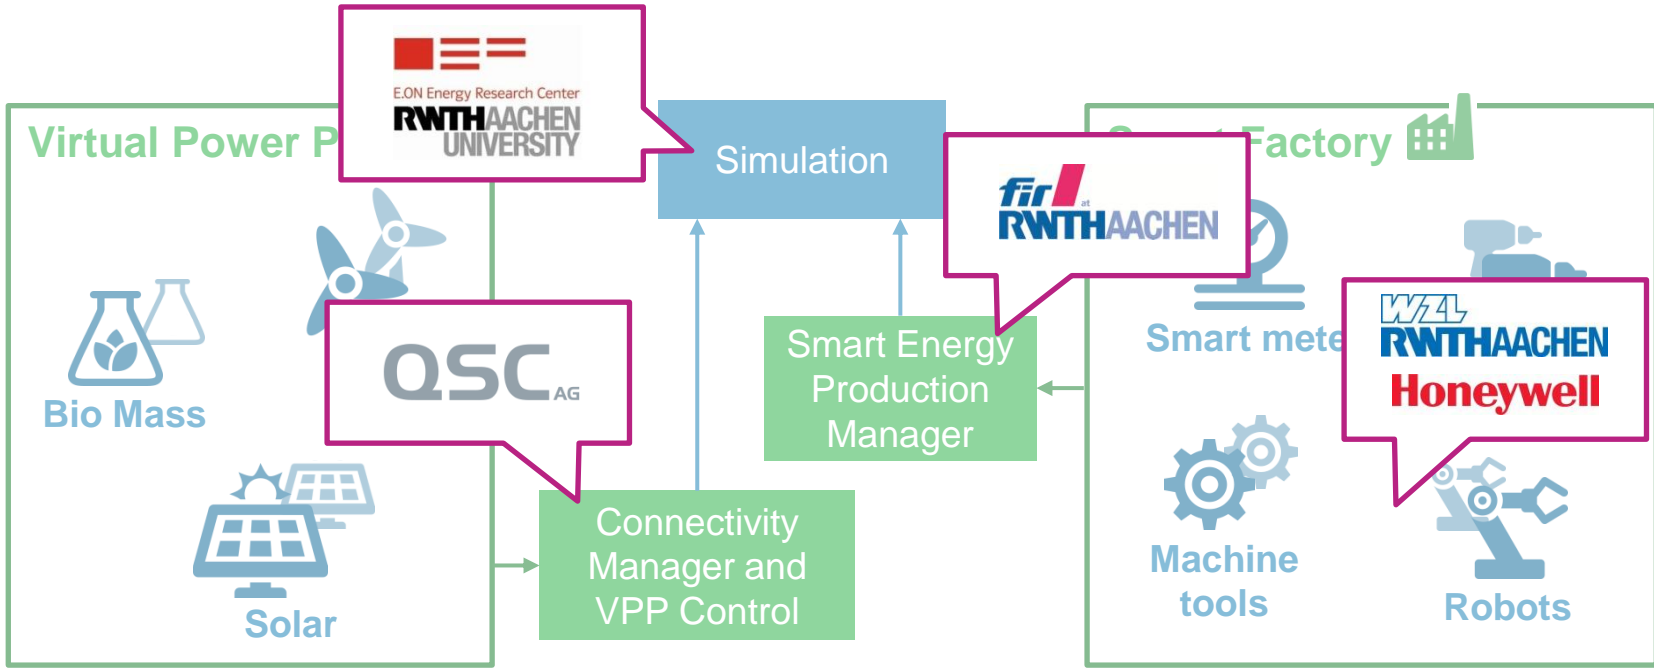 E.ON Energy Research Center
RWTHAACHEN
UNIVERSITY
Virtual Power P
Simulation
Factory
fir
at
RWTHAACHEN
QSC AG
Smart Energy
Production
Manager
Smart mete
WZL
RWTHAACHEN
Honeywell
Bio Mass
Connectivity
Manager and
VPP Control
Solar
Machine
tools
Robots